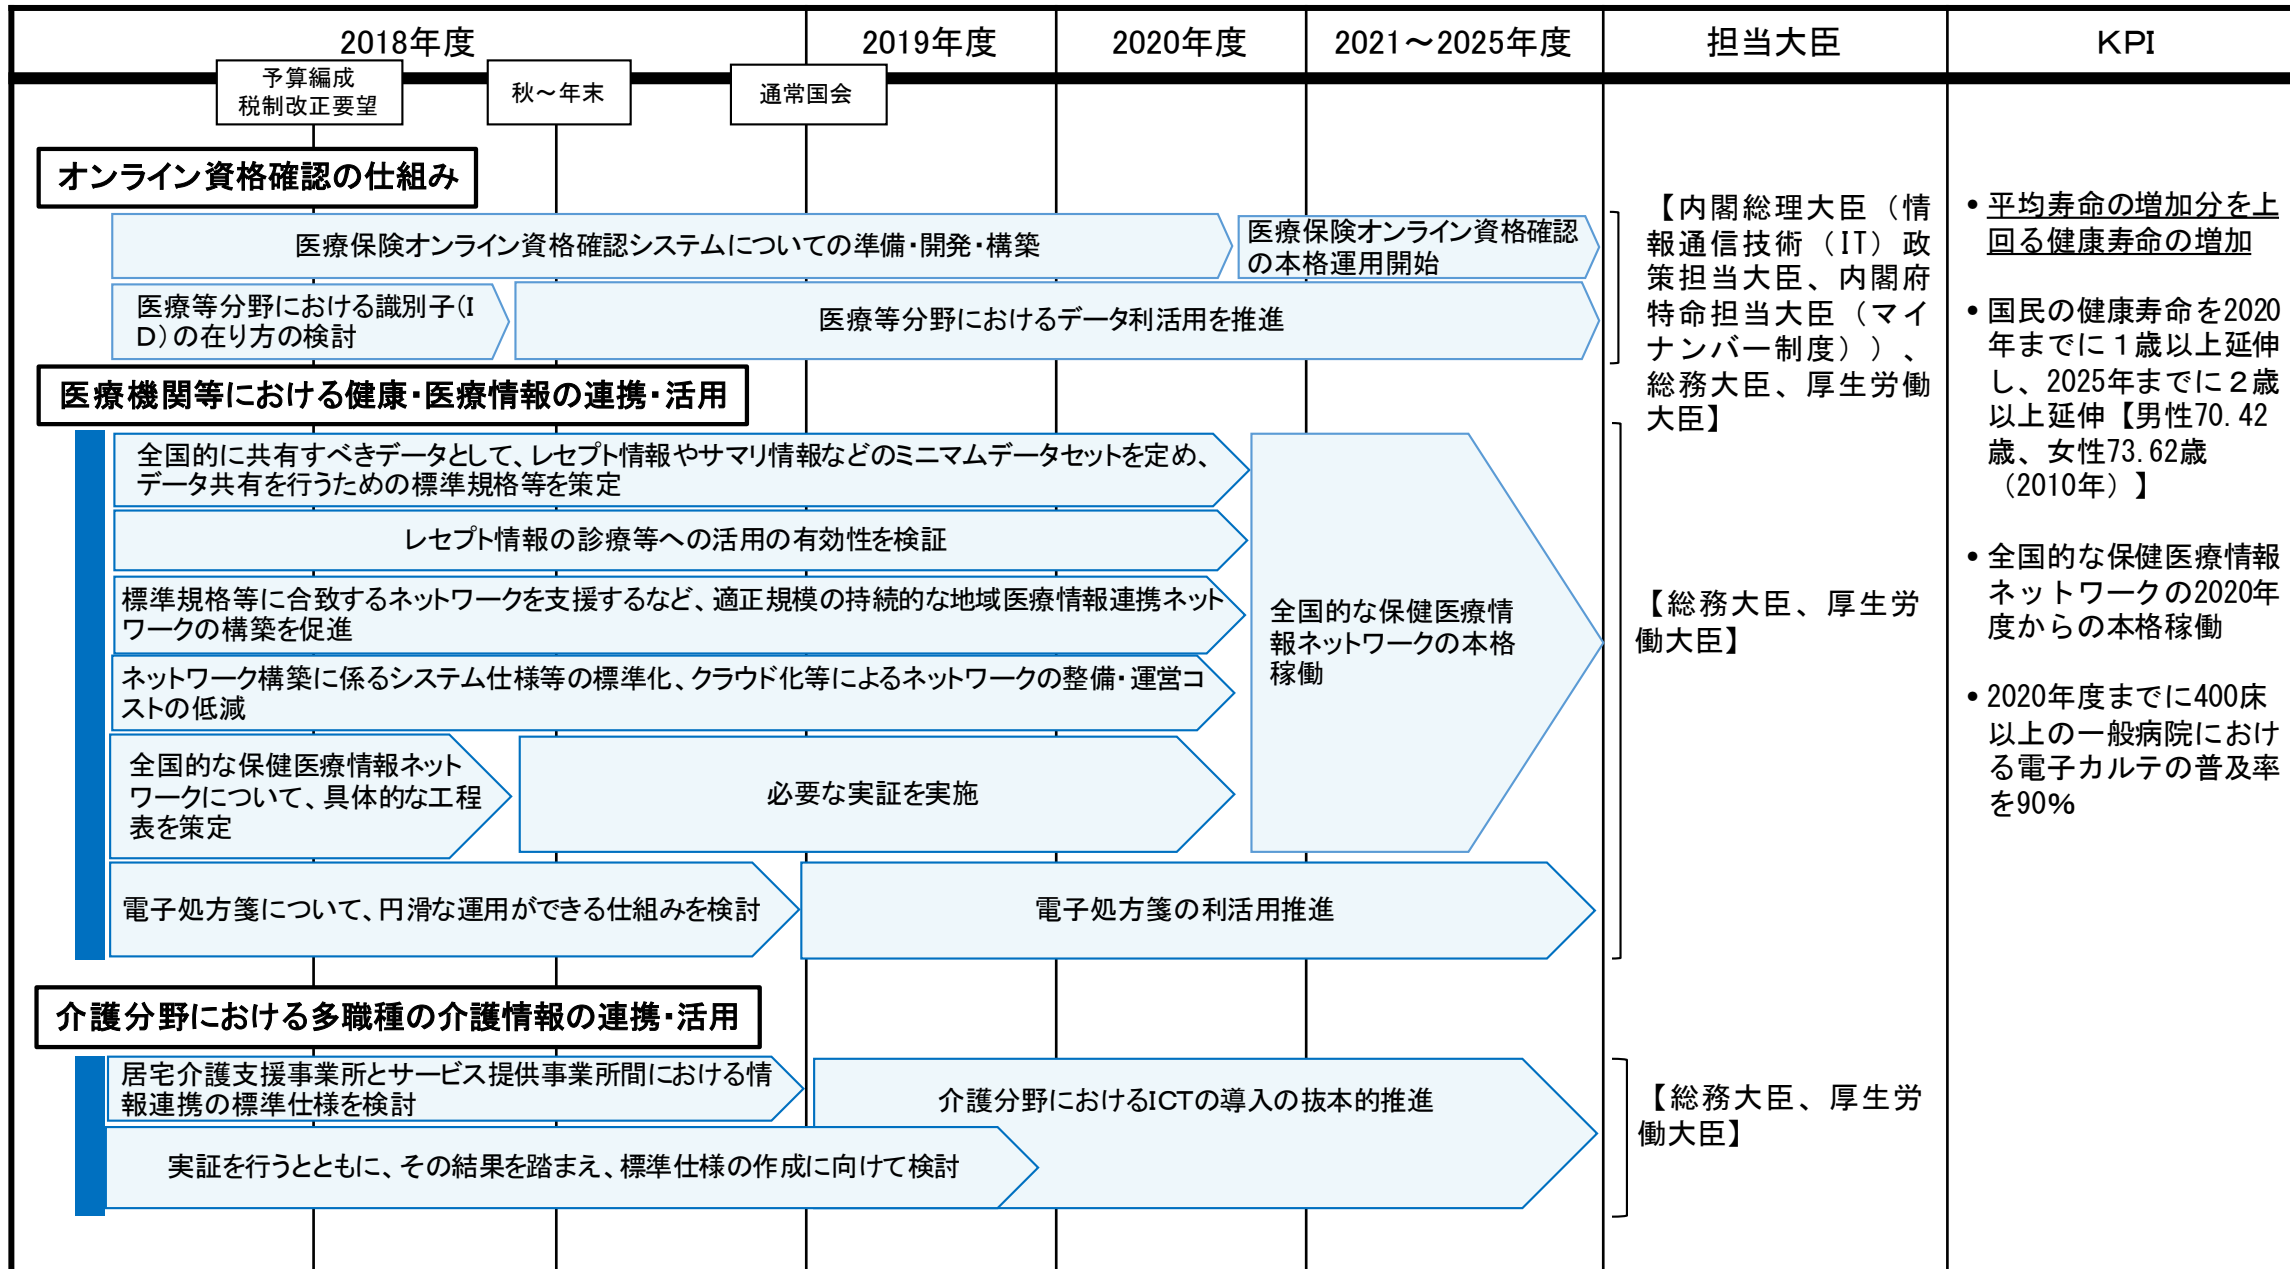 2018年度
2019年度
2020年度
2021～2025年度
担当大臣
KPI
予算編成
税制改正要望
秋～年末
通常国会
オンライン資格確認の仕組み
医療保険オンライン資格確認システムについての準備・開発・構築
医療保険オンライン資格確認
の本格運用開始
医療等分野における識別子(I
D)の在り方の検討
医療等分野におけるデータ利活用を推進
【内閣総理大臣（情
報通信技術（IT）政
策担当大臣、内閣府
特命担当大臣（マイ
ナンバー制度））、
総務大臣、厚生労働
大臣】
医療機関等における健康・医療情報の連携・活用
全国的に共有すべきデータとして、レセプト情報やサマリ情報などのミニマムデータセットを定め、
データ共有を行うための標準規格等を策定
レセプト情報の診療等への活用の有効性を検証
標準規格等に合致するネットワークを支援するなど、適正規模の持続的な地域医療情報連携ネット
ワークの構築を促進
ネットワーク構築に係るシステム仕様等の標準化、クラウド化等によるネットワークの整備・運営コ
ストの低減
全国的な保健医療情報ネット
ワークについて、具体的な工程
表を策定
必要な実証を実施
全国的な保健医療情
報ネットワークの本格
稼働
電子処方箋について、円滑な運用ができる仕組みを検討
電子処方箋の利活用推進
【総務大臣、厚生労
働大臣】
介護分野における多職種の介護情報の連携・活用
居宅介護支援事業所とサービス提供事業所間における情
報連携の標準仕様を検討
実証を行うとともに、その結果を踏まえ、標準仕様の作成に向けて検討
介護分野におけるICTの導入の抜本的推進
【総務大臣、厚生労
働大臣】
• 平均寿命の増加分を上
回る健康寿命の増加
• 国民の健康寿命を2020
年までに１歳以上延伸
し、2025年までに２歳
以上延伸【男性70.42
歳、女性73.62歳
（2010年）】
• 全国的な保健医療情報
ネットワークの2020年
度からの本格稼働
• 2020年度までに400床
以上の一般病院におけ
る電子カルテの普及率
を90%